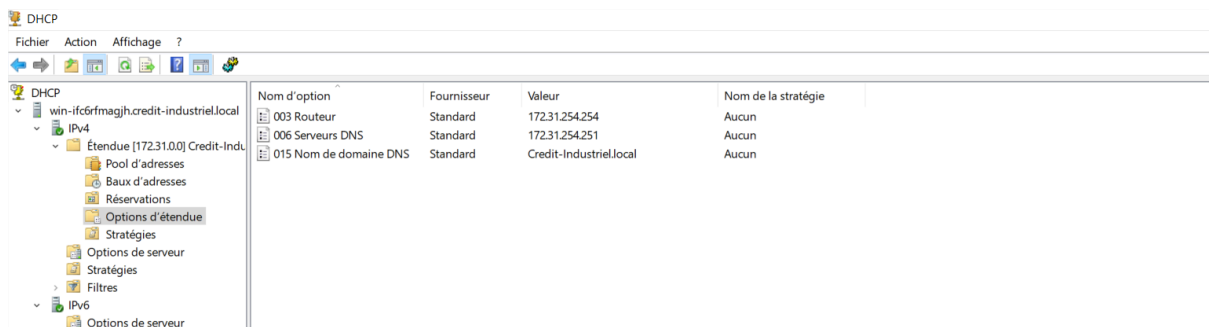 DHCP
Fichier Action Affichage ?
DHCP
win-ifc6rfmagjh.credit-industriel.local
IPv4
Étendue [172.31.0.0] Credit-Indu
Pool d'adresses
Baux d'adresses
Réservations
Options d'étendue
Stratégies
Options de serveur
Stratégies
Filtres
IPv6
Options de serveur
Nom d'option Fournisseur Valeur Nom de la stratégie
003 Routeur Standard 172.31.254.254 Aucun
006 Serveurs DNS Standard 172.31.254.251 Aucun
015 Nom de domaine DNS Standard Credit-Industriel.local Aucun